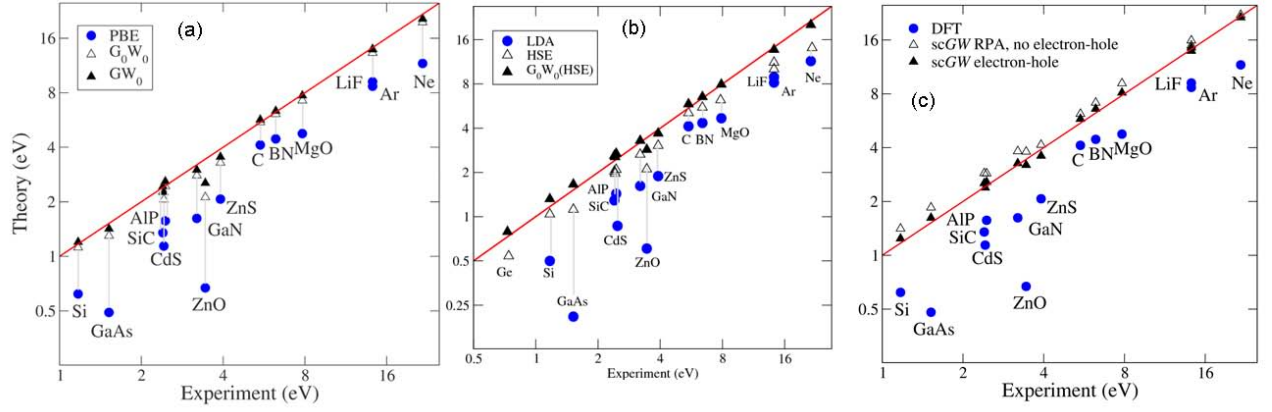 (a)
PBE
G0W0
GW0
16
8
4
2
1
0.5
Theory (eV)
LiF
Ar
Ne
C
BN
MgO
AlP
SiC
CdS
ZnS
GaN
ZnO
Si
GaAs
1
2
4
8
16
Experiment (eV)
(b)
LDA
HSE
G0W0(HSE)
16
8
4
2
1
0.5
0.25
LiF
Ar
Ne
C
BN
MgO
AlP
SiC
CdS
ZnS
GaN
ZnO
Ge
Si
GaAs
0.5
1
2
4
8
16
Experiment (eV)
(c)
DFT
scGW RPA, no electron-hole
scGW electron-hole
16
8
4
2
1
0.5
LiF
Ar
Ne
C
BN
MgO
AlP
SiC
CdS
ZnS
GaN
ZnO
Si
GaAs
1
2
4
8
16
Experiment (eV)